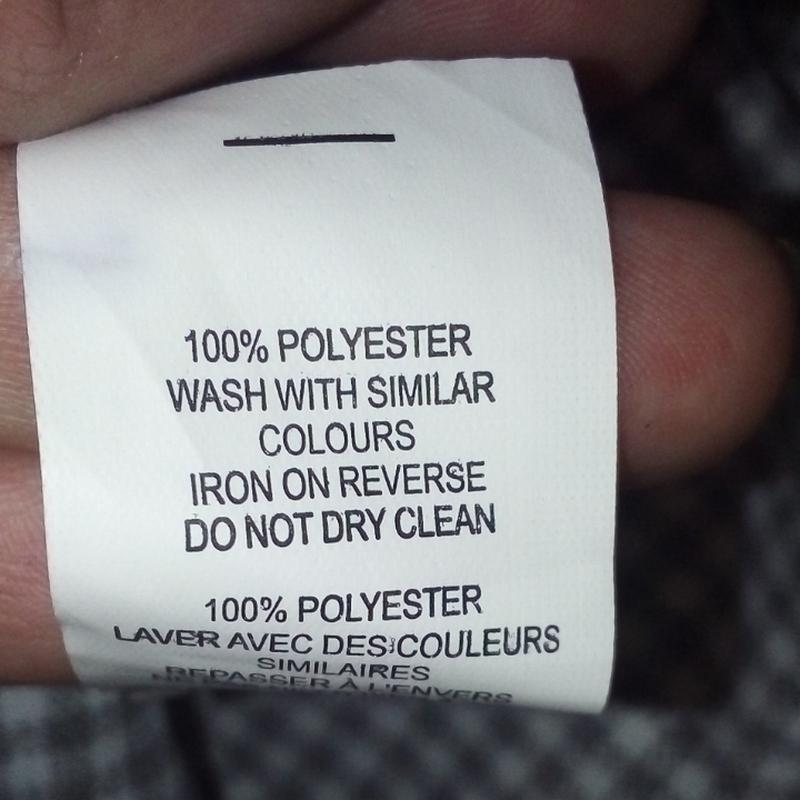 100% POLYESTER
WASH WITH SIMILAR
COLOURS
IRON ON REVERSE
DO NOT DRY CLEAN
100% POLYESTER
LAVER AVEC DES COULEURS
SIMILAIRES
REPASSER À L'ENVERS